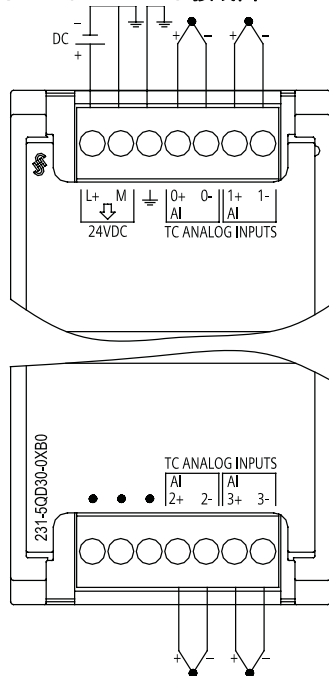 DC
−
+
+ −
+ −
L+ M 0+ 0- 1+ 1-
AI AI
24VDC TC ANALOG INPUTS
231-5QD30-0XB0
TC ANALOG INPUTS
AI AI
2+ 2- 3+ 3-
+ − + −